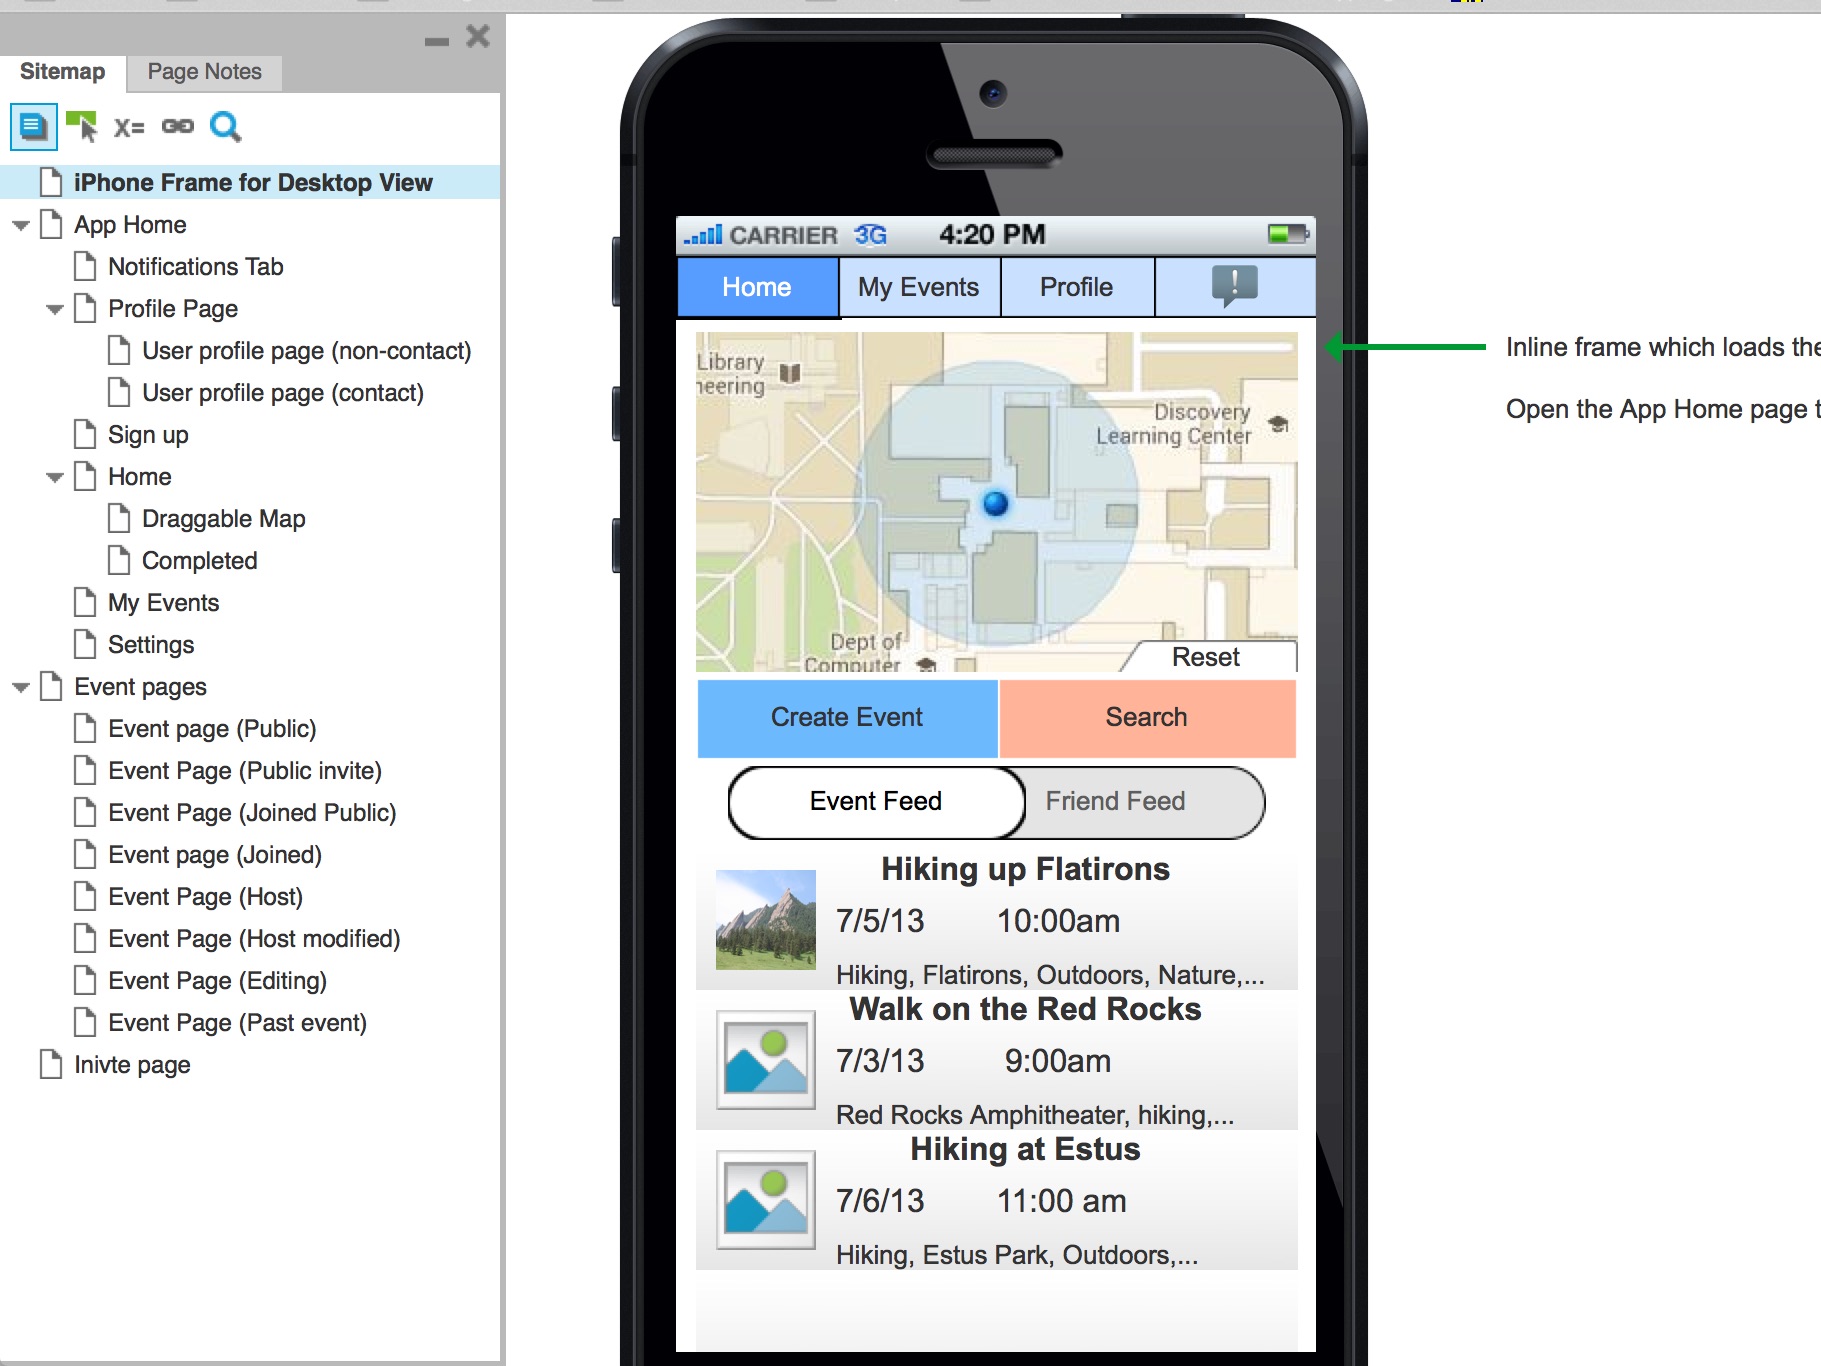 Sitemap
Page Notes
X=
iPhone Frame for Desktop View
App Home
Notifications Tab
Profile Page
User profile page (non-contact)
User profile page (contact)
Sign up
Home
Draggable Map
Completed
My Events
Settings
Event pages
Event page (Public)
Event Page (Public invite)
Event Page (Joined Public)
Event page (Joined)
Event Page (Host)
Event Page (Host modified)
Event Page (Editing)
Event Page (Past event)
Inivte page
CARRIER 3G 4:20 PM
Home My Events Profile !
Library
neering
Discovery
Learning Center
Dept of
Computer
Reset
Create Event Search
Event Feed Friend Feed
Hiking up Flatirons
7/5/13 10:00am
Hiking, Flatirons, Outdoors, Nature,...
Walk on the Red Rocks
7/3/13 9:00am
Red Rocks Amphitheater, hiking,...
Hiking at Estus
7/6/13 11:00 am
Hiking, Estus Park, Outdoors,...
Inline frame which loads the
Open the App Home page t